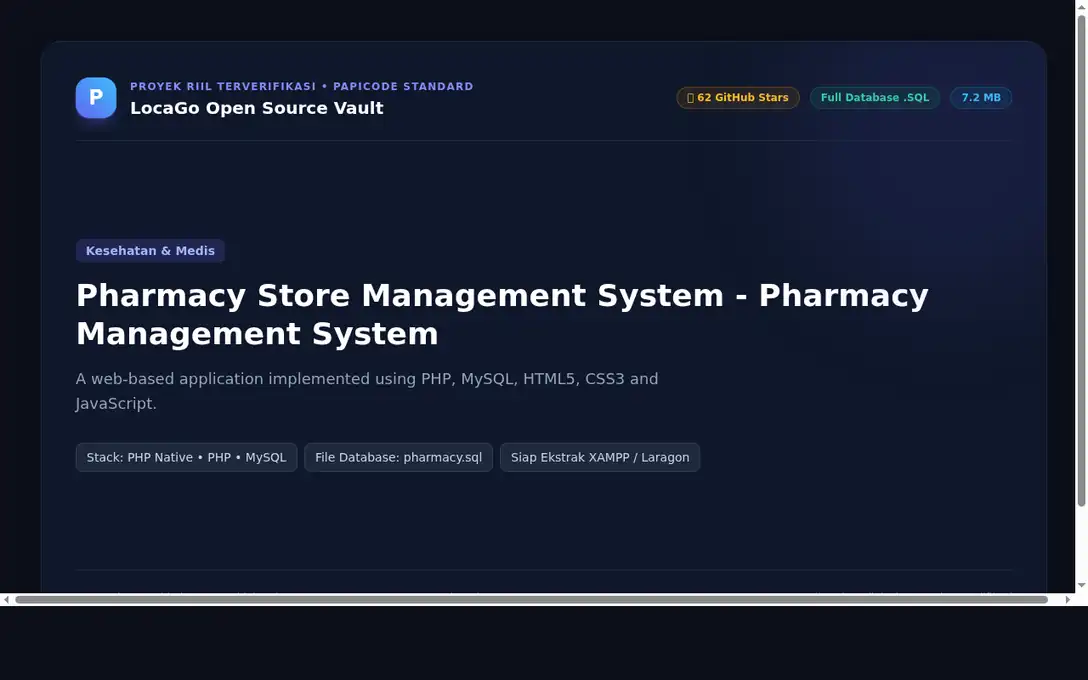 P
PROYEK RIIL TERVERIFIKASI • PAPICODE STANDARD
LocaGo Open Source Vault
62 GitHub Stars
Full Database .SQL
7.2 MB
Kesehatan & Medis
Pharmacy Store Management System - Pharmacy
Management System
A web-based application implemented using PHP, MySQL, HTML5, CSS3 and
JavaScript.
Stack: PHP Native • PHP • MySQL
File Database: pharmacy.sql
Siap Ekstrak XAMPP / Laragon